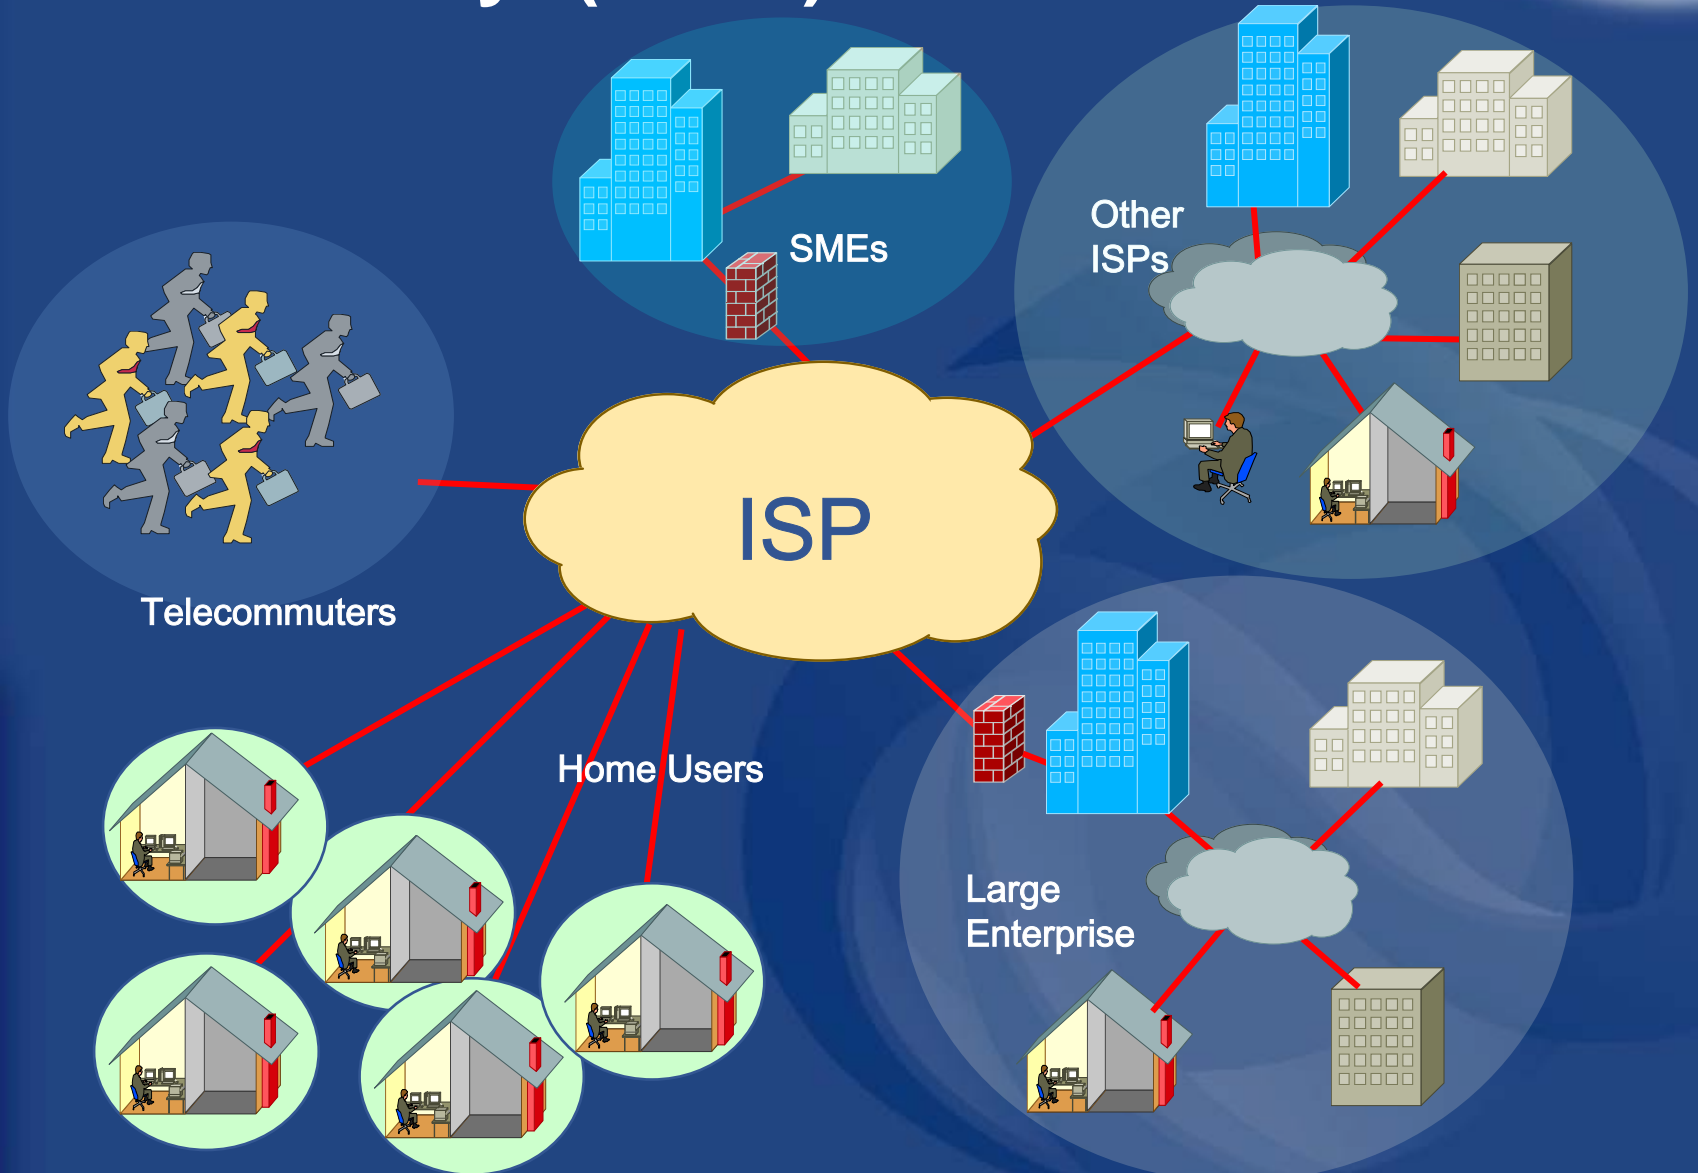 SMEs
Other
ISPs
ISP
Telecommuters
Home Users
Large
Enterprise